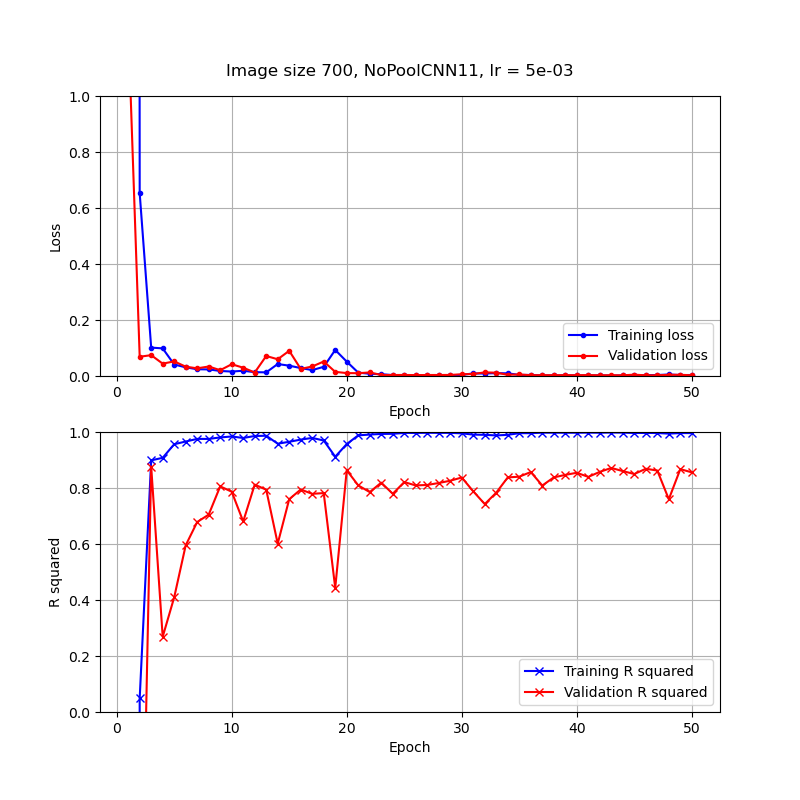 Image size 700, NoPoolCNN11, lr = 5e-03
1.0
0.8
0.6
0.4
0.2
0.0
Loss
Training loss
Validation loss
0 10 20 30 40 50
Epoch
1.0
0.8
0.6
0.4
0.2
0.0
R squared
Training R squared
Validation R squared
0 10 20 30 40 50
Epoch